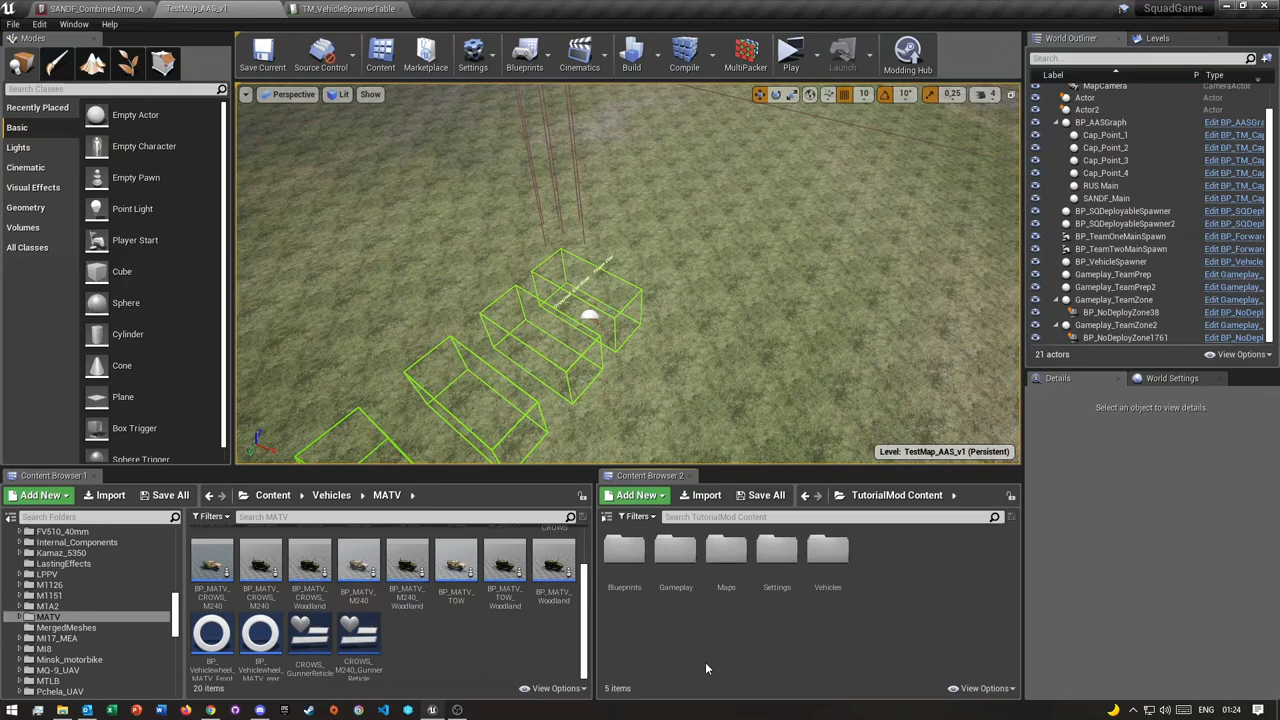 SANDF_CombinedArms_A
TestMap_AAS_v1
TM_VehicleSpawnerTable
SquadGame
File Edit Window Help
Modes
Search Classes
Recently Placed
Basic
Lights
Cinematic
Visual Effects
Geometry
Volumes
All Classes
Empty Actor
Empty Character
Empty Pawn
Point Light
Player Start
Cube
Sphere
Cylinder
Cone
Plane
Box Trigger
Sphere Trigger
Save Current
Source Control
Content
Marketplace
Settings
Blueprints
Cinematics
Build
Compile
MultiPacker
Play
Launch
Modding Hub
Perspective Lit Show
10 10° 0,25 4
Level: TestMap_AAS_v1 (Persistent)
World Outliner
Levels
Search...
Label P Type
MapCamera CameraActor
Actor Actor
Actor2 Actor
BP_AASGraph Edit BP_AASGra
Cap_Point_1 Edit BP_TM_Cap
Cap_Point_2 Edit BP_TM_Cap
Cap_Point_3 Edit BP_TM_Cap
Cap_Point_4 Edit BP_TM_Cap
RUS Main Edit BP_TM_Cap
SANDF_Main Edit BP_TM_Cap
BP_SQDeployableSpawner Edit BP_SQDepl
BP_SQDeployableSpawner2 Edit BP_SQDepl
BP_TeamOneMainSpawn Edit BP_Forwar
BP_TeamTwoMainSpawn Edit BP_Forwar
BP_VehicleSpawner Edit BP_Vehicle
Gameplay_TeamPrep Edit Gameplay_
Gameplay_TeamPrep2 Edit Gameplay_
Gameplay_TeamZone Edit Gameplay_
BP_NoDeployZone38 Edit BP_NoDepl
Gameplay_TeamZone2 Edit Gameplay_
BP_NoDeployZone1761 Edit BP_NoDepl
21 actors
View Options
Details
World Settings
Select an object to view details.
Content Browser 1
Add New Import Save All Content Vehicles MATV
Search Folders
Filters Search MATV
FV510_40mm
Internal_Components
Kamaz_5350
LastingEffects
LPPV
M1126
M1151
M1A2
MATV
MergedMeshes
MI17_MEA
MI8
Minsk_motorbike
MQ-9_UAV
MTLB
Pchela_UAV
CROWS
BP_MATV_CROWS_M240
BP_MATV_CROWS_M240
BP_MATV_CROWS_Woodland
BP_MATV_M240
BP_MATV_M240_Woodland
BP_MATV_TOW
BP_MATV_TOW_Woodland
BP_MATV_Woodland
BP_Vehiclewheel_MATV_Front
BP_Vehiclewheel_MATV_rear
CROWS_GunnerReticle
CROWS_M240_Gunner Reticle
20 items
View Options
Content Browser 2
Add New Import Save All TutorialMod Content
Filters Search TutorialMod Content
Blueprints
Gameplay
Maps
Settings
Vehicles
5 items
View Options
ENG 01:24